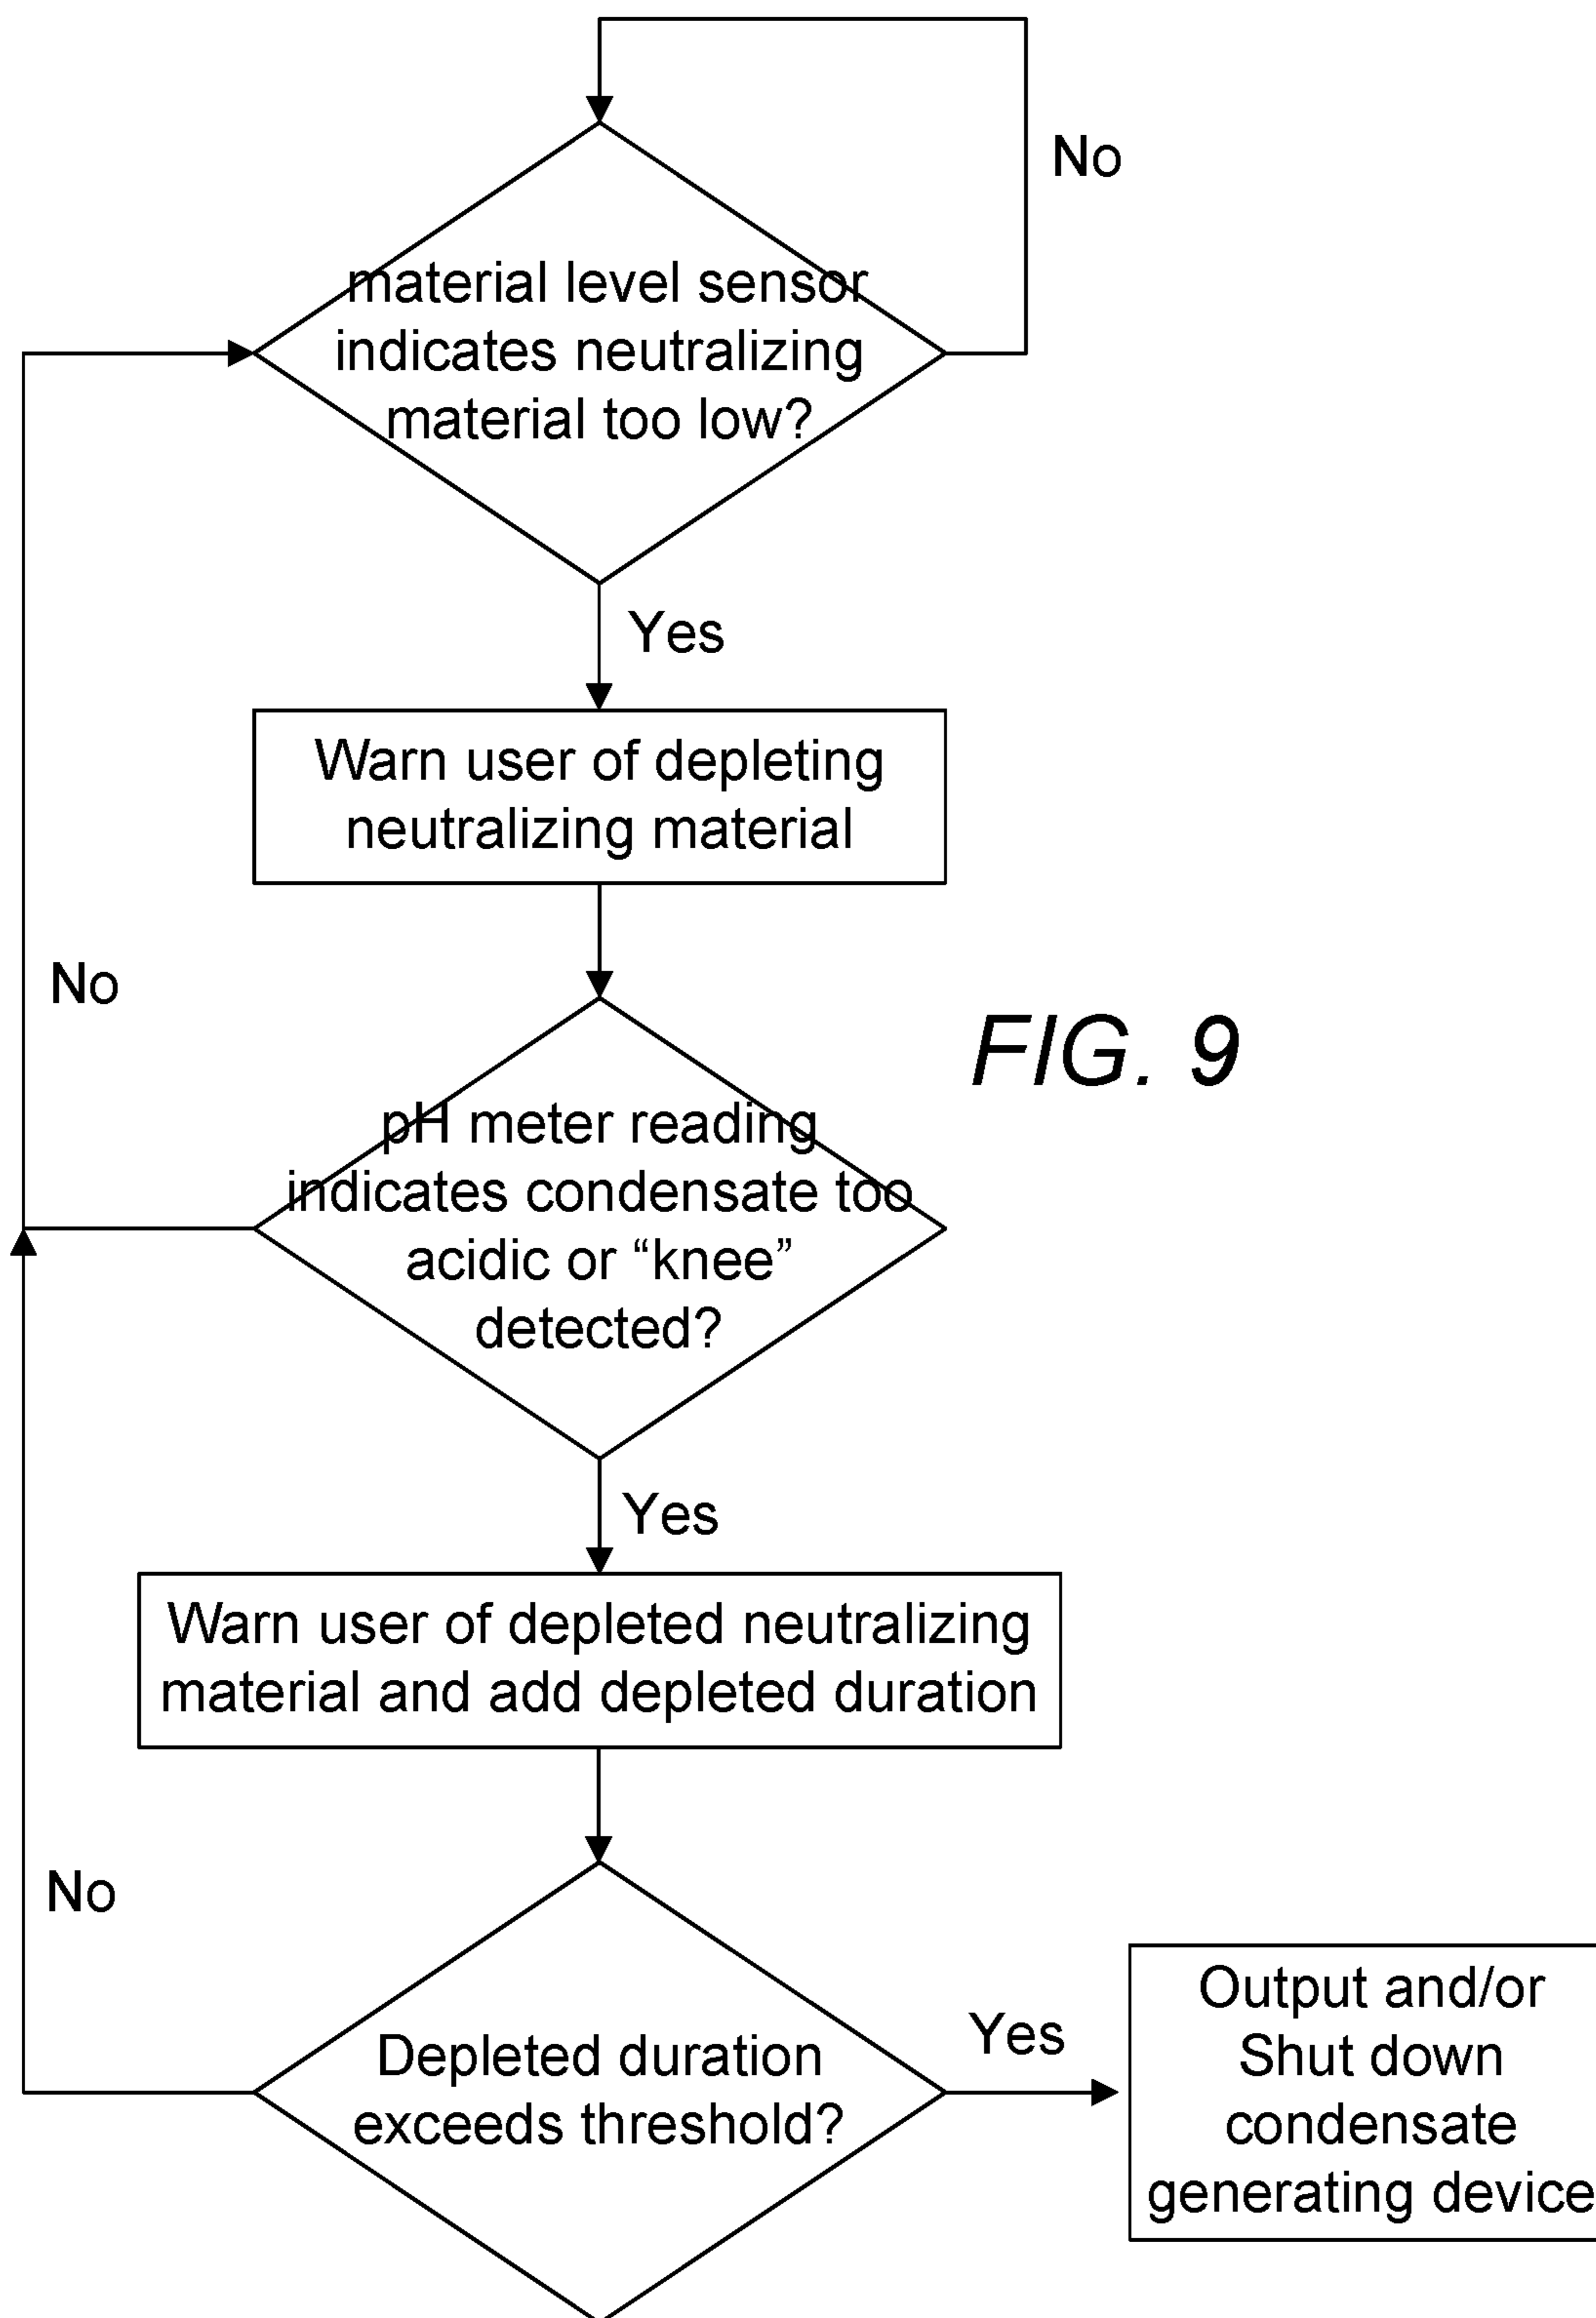 No
material level sensor
indicates neutralizing
material too low?
Yes
Warn user of depleting
neutralizing material
No
FIG. 9
pH meter reading
indicates condensate too
acidic or “knee”
detected?
Yes
Warn user of depleted neutralizing
material and add depleted duration
No
Depleted duration
exceeds threshold?
Yes
Output and/or
Shut down
condensate
generating device